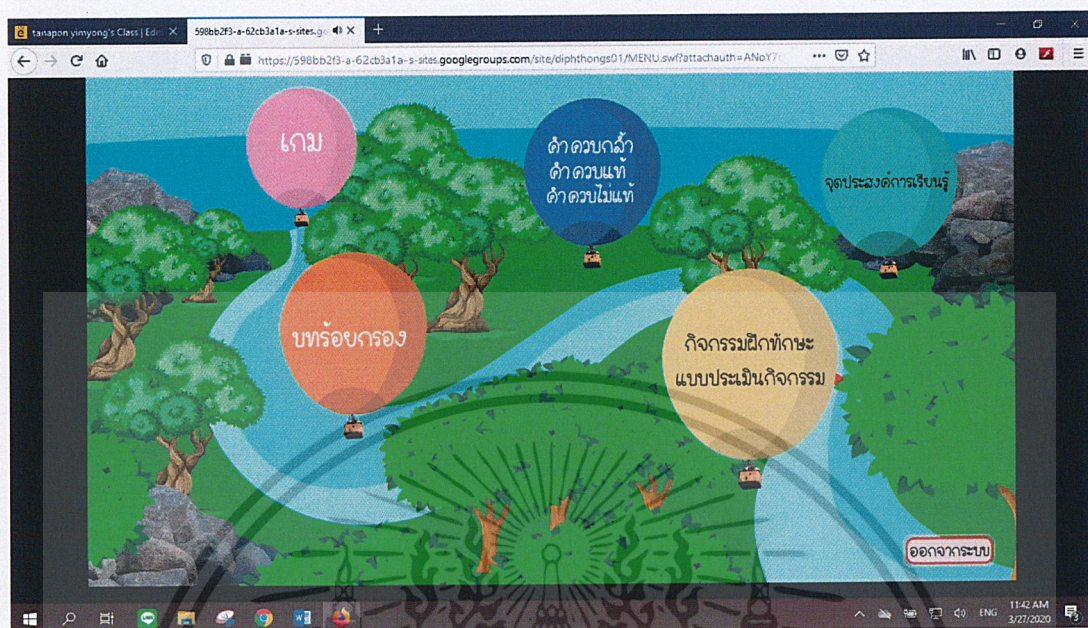 tanapon yimyong's Class | Edm
598bb2f3-a-62cb3a1a-s-sites.go
https://598bb2f3-a-62cb3a1a-s-sites.googlegroups.com/site/diphthongs01/MENU.swf?attachauth=ANoY7
เกม
คำควบกล้ำ
คำควบแท้
คำควบไม่แท้
จุดประสงค์การเรียนรู้
บทร้อยกรอง
กิจกรรมฝึกทักษะ
แบบประเมินกิจกรรม
ออกจากระบบ
ENG
11:42 AM
3/27/2020